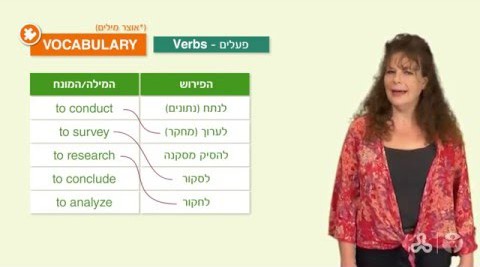 (*אוצר מילים)
VOCABULARY
Verbs - פעלים
המילה/המונח הפירוש
to conduct לנתח (נתונים)
to survey לערוך (מחקר)
to research להסיק מסקנה
to conclude לסקור
to analyze לחקור